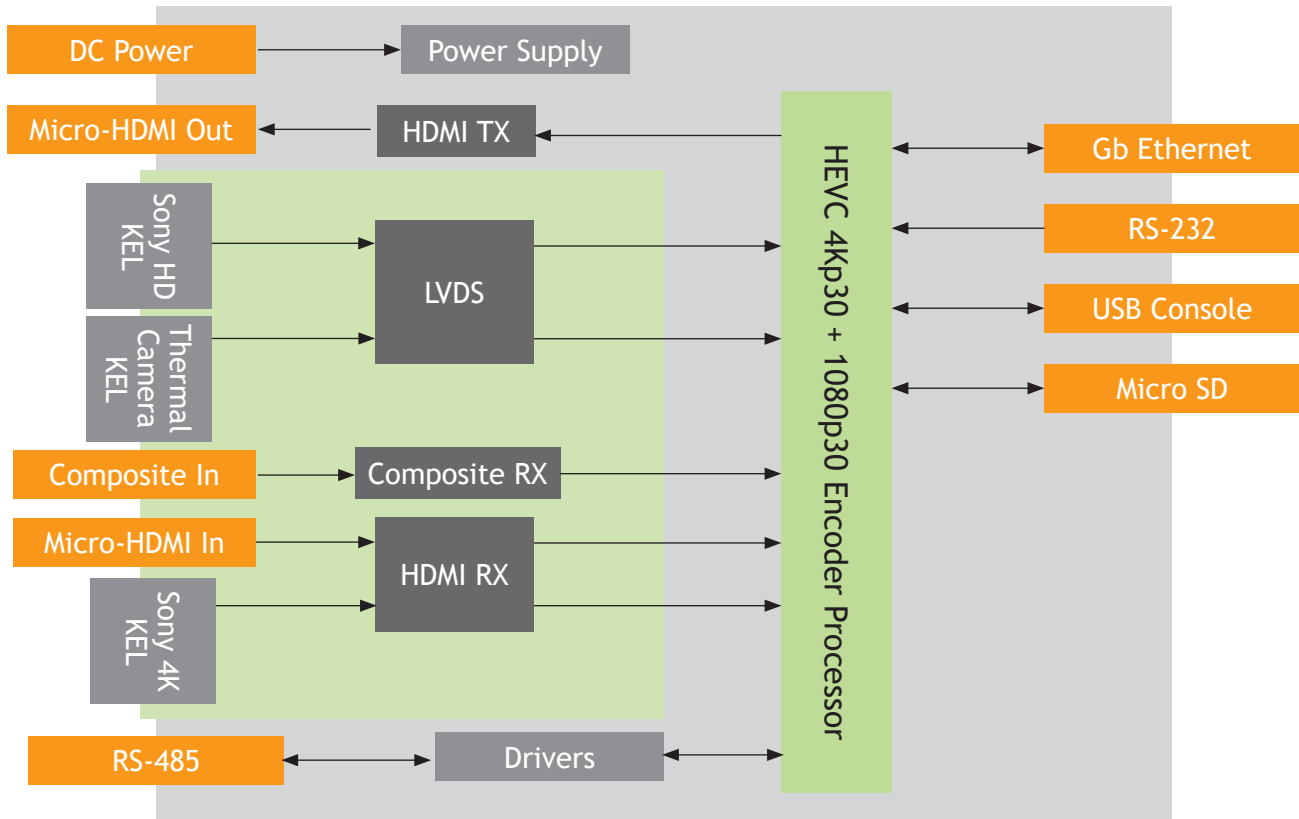 DC Power
Power Supply
Micro-HDMI Out
HDMI TX
Sony HD
KEL
LVDS
Thermal
Camera
KEL
Composite In
Composite RX
Micro-HDMI In
HDMI RX
Sony 4K
KEL
RS-485
Drivers
HEVC 4Kp30 + 1080p30 Encoder Processor
Gb Ethernet
RS-232
USB Console
Micro SD